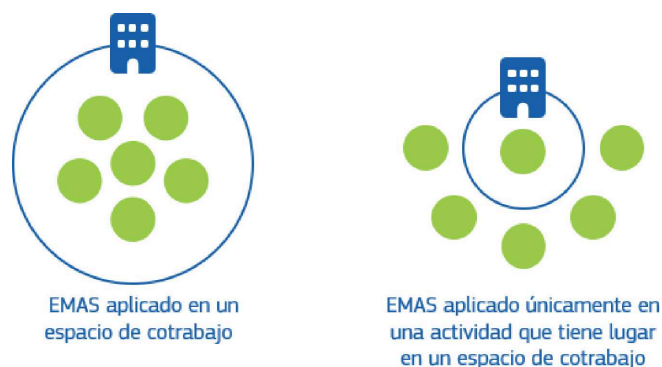 EMAS aplicado en un
espacio de cotrabajo
EMAS aplicado únicamente en
una actividad que tiene lugar
en un espacio de cotrabajo